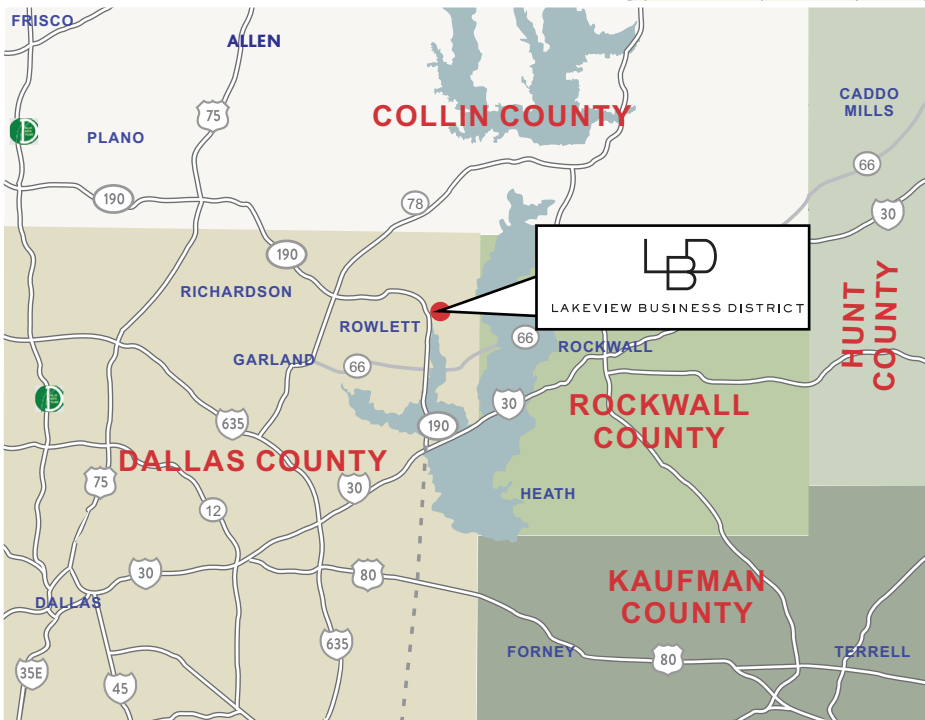 FRISCO
ALLEN
CADDO
MILLS
75
COLLIN COUNTY
PLANO
66
190
78
30
190
LBD
LAKEVIEW BUSINESS DISTRICT
RICHARDSON
ROWLETT
66
ROCKWALL
HUNT
COUNTY
GARLAND
66
30
ROCKWALL
COUNTY
635
190
DALLAS COUNTY
75
30
HEATH
12
30
80
KAUFMAN
COUNTY
DALLAS
635
FORNEY
80
TERRELL
35E
45